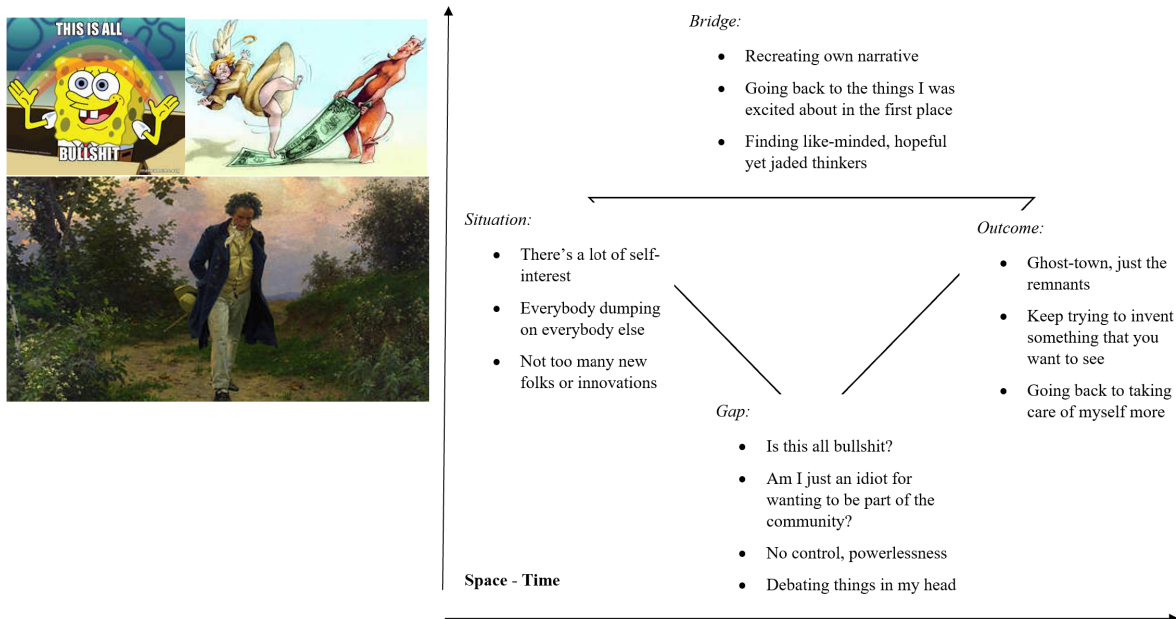 THIS IS ALL
BULLSHIT
Bridge:
• Recreating own narrative
• Going back to the things I was
excited about in the first place
• Finding like-minded, hopeful
yet jaded thinkers
Situation:
• There’s a lot of self-
interest
• Everybody dumping
on everybody else
• Not too many new
folks or innovations
Outcome:
• Ghost-town, just the
remnants
• Keep trying to invent
something that you
want to see
• Going back to taking
care of myself more
Gap:
• Is this all bullshit?
• Am I just an idiot for
wanting to be part of the
community?
• No control, powerlessness
• Debating things in my head
Space - Time